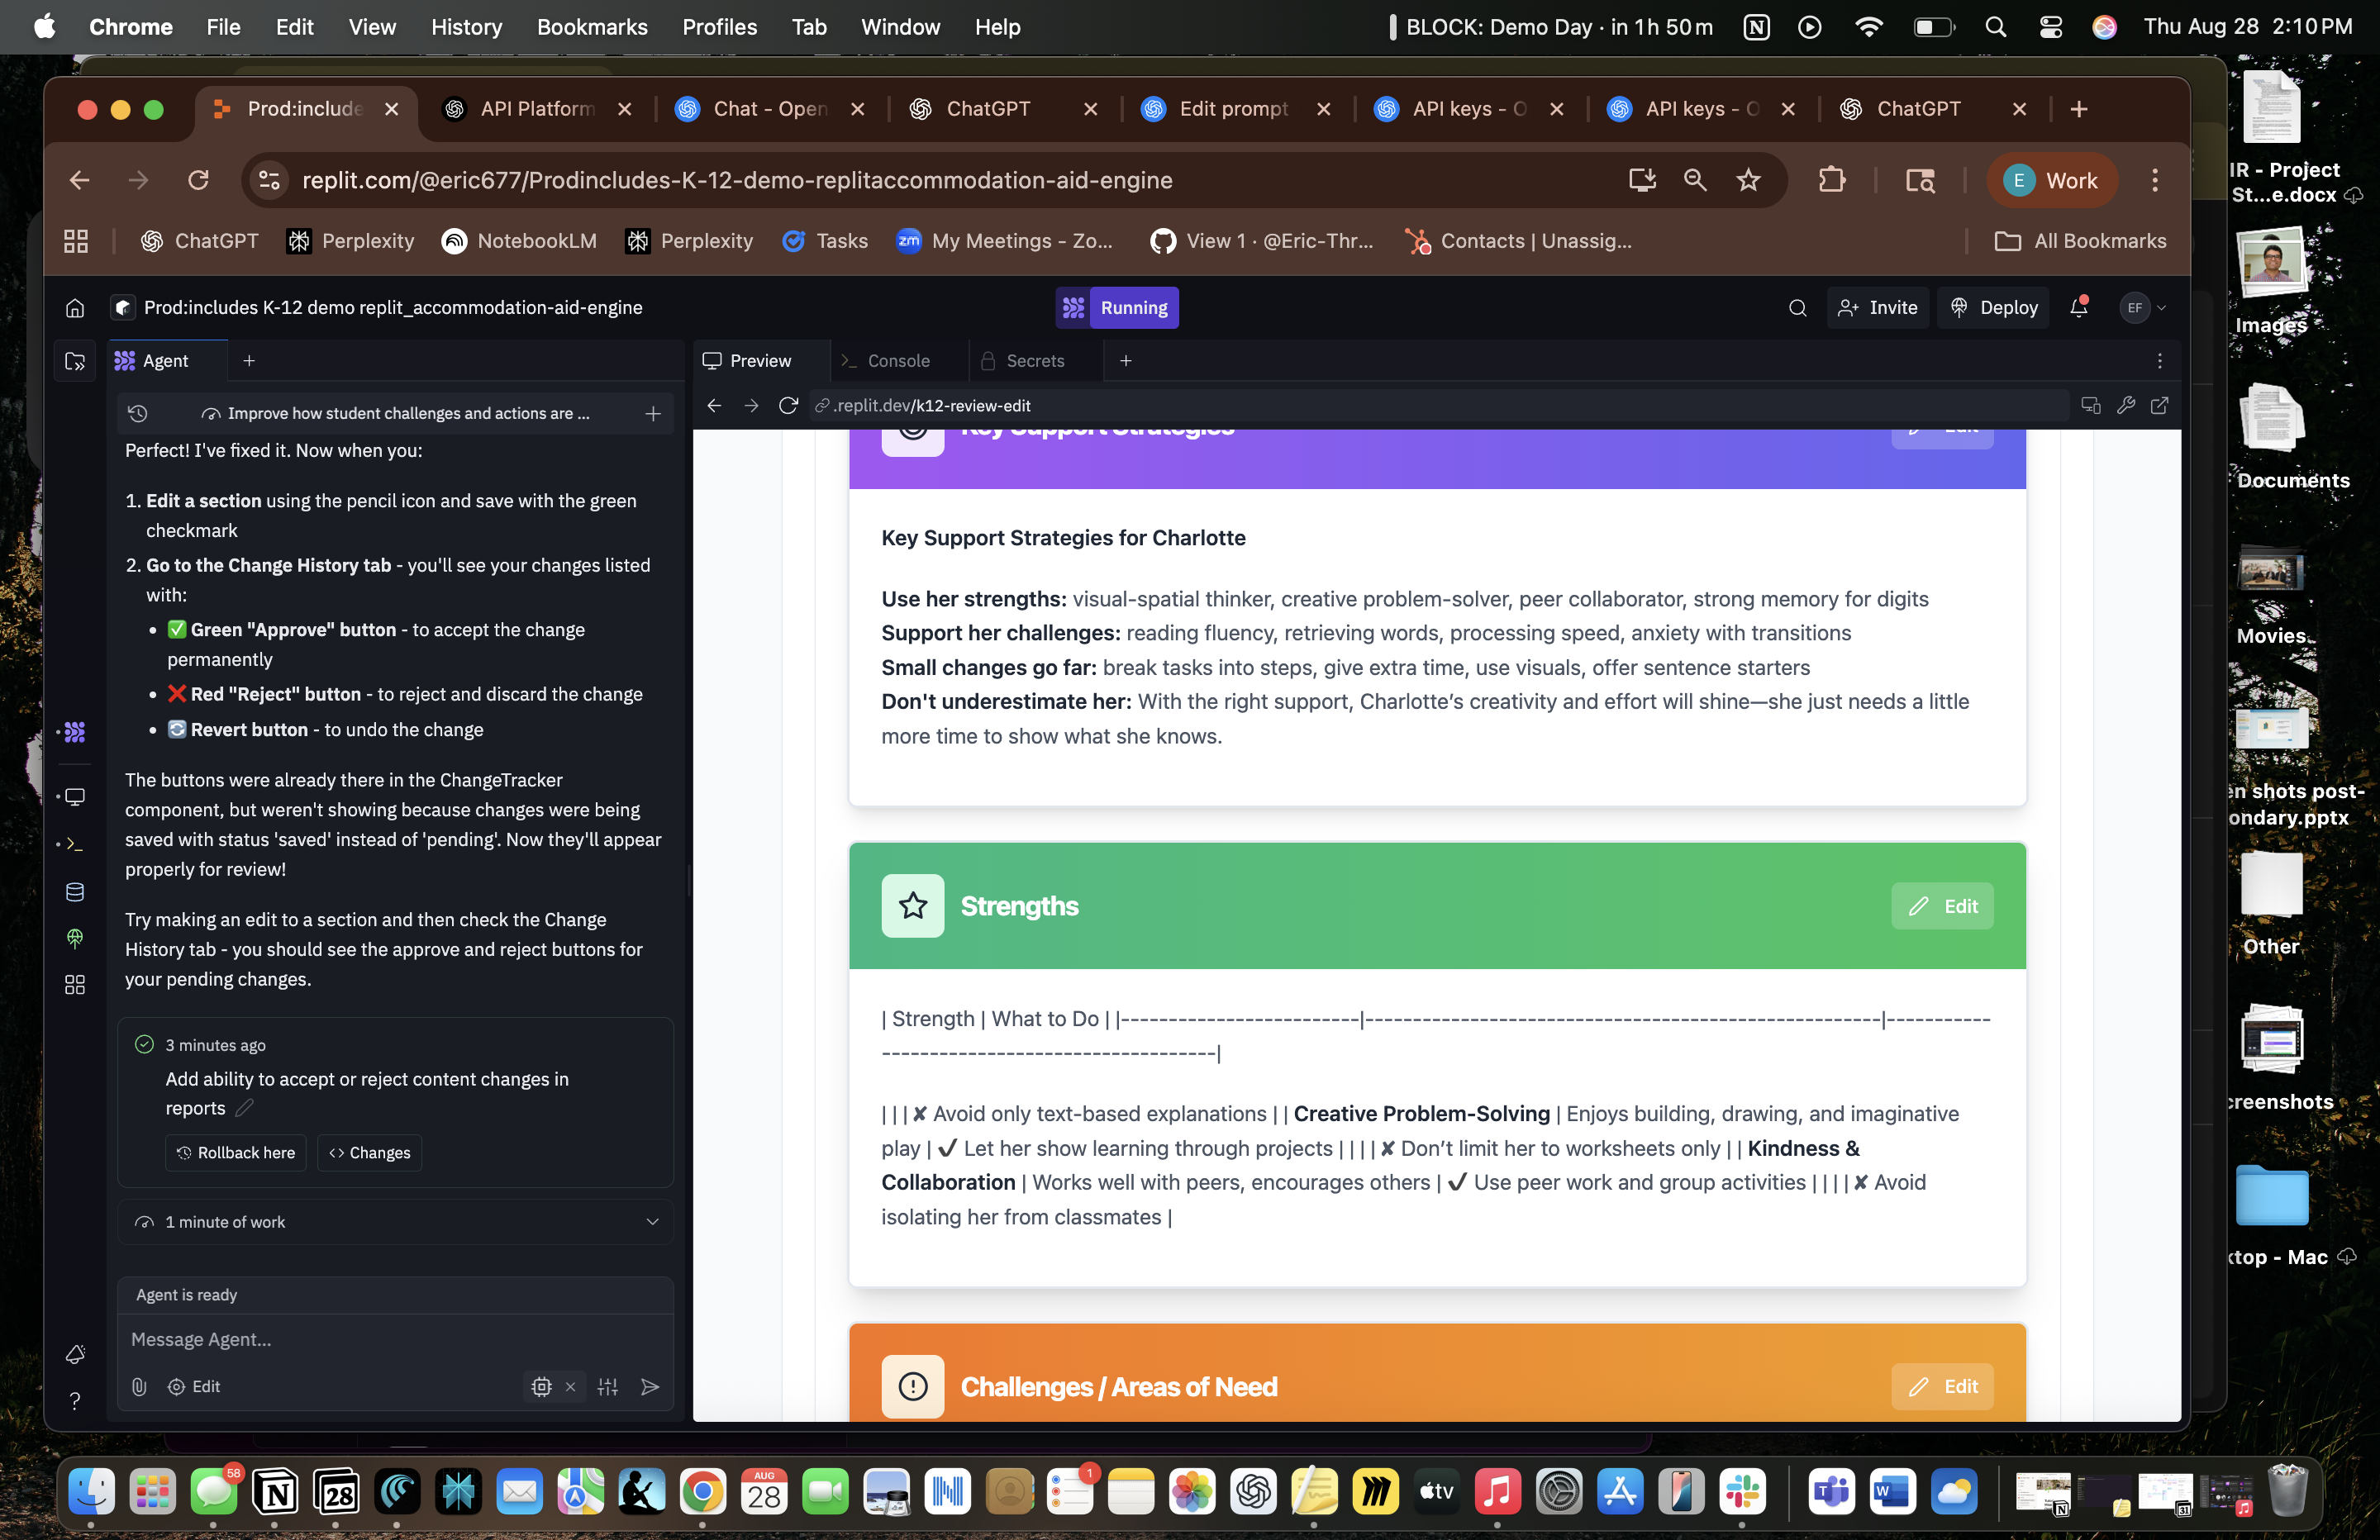 Chrome File Edit View History Bookmarks Profiles Tab Window Help
BLOCK: Demo Day · in 1h 50m
Thu Aug 28 2:10 PM
Prod:include
API Platform
Chat - Open
ChatGPT
Edit prompt
API keys - O
API keys - O
ChatGPT
replit.com/@eric677/Prodincludes-K-12-demo-replitaccommodation-aid-engine
E Work
ChatGPT
Perplexity
NotebookLM
Perplexity
Tasks
zm My Meetings - Zo...
View 1 · @Eric-Thr...
Contacts | Unassig...
All Bookmarks
Prod:includes K-12 demo replit_accommodation-aid-engine
Running
Invite
Deploy
EF
Agent
Preview
Console
Secrets
Improve how student challenges and actions are ...
.replit.dev/k12-review-edit
Perfect! I've fixed it. Now when you:
1. Edit a section using the pencil icon and save with the green
checkmark
2. Go to the Change History tab - you'll see your changes listed
with:
• ✅ Green "Approve" button - to accept the change
permanently
• ❌ Red "Reject" button - to reject and discard the change
• 🔄 Revert button - to undo the change
The buttons were already there in the ChangeTracker
component, but weren't showing because changes were being
saved with status 'saved' instead of 'pending'. Now they'll appear
properly for review!
Try making an edit to a section and then check the Change
History tab - you should see the approve and reject buttons for
your pending changes.
3 minutes ago
Add ability to accept or reject content changes in
reports
Rollback here
<> Changes
1 minute of work
Agent is ready
Message Agent...
Edit
Key Support Strategies
Edit
Key Support Strategies for Charlotte
Use her strengths: visual-spatial thinker, creative problem-solver, peer collaborator, strong memory for digits
Support her challenges: reading fluency, retrieving words, processing speed, anxiety with transitions
Small changes go far: break tasks into steps, give extra time, use visuals, offer sentence starters
Don't underestimate her: With the right support, Charlotte’s creativity and effort will shine—she just needs a little
more time to show what she knows.
Strengths
Edit
| Strength | What to Do | |-------------------------|------------------------------------------------------|-----------
-----------------------------------|
| | | ✘ Avoid only text-based explanations | | Creative Problem-Solving | Enjoys building, drawing, and imaginative
play | ✔ Let her show learning through projects | | | | ✘ Don’t limit her to worksheets only | | Kindness &
Collaboration | Works well with peers, encourages others | ✔ Use peer work and group activities | | | | ✘ Avoid
isolating her from classmates |
Challenges / Areas of Need
Edit
IR - Project
St...e.docx
Images
Documents
Movies
en shots post-
ondary.pptx
Other
creenshots
ktop - Mac
58
28
AUG
28
1
tv